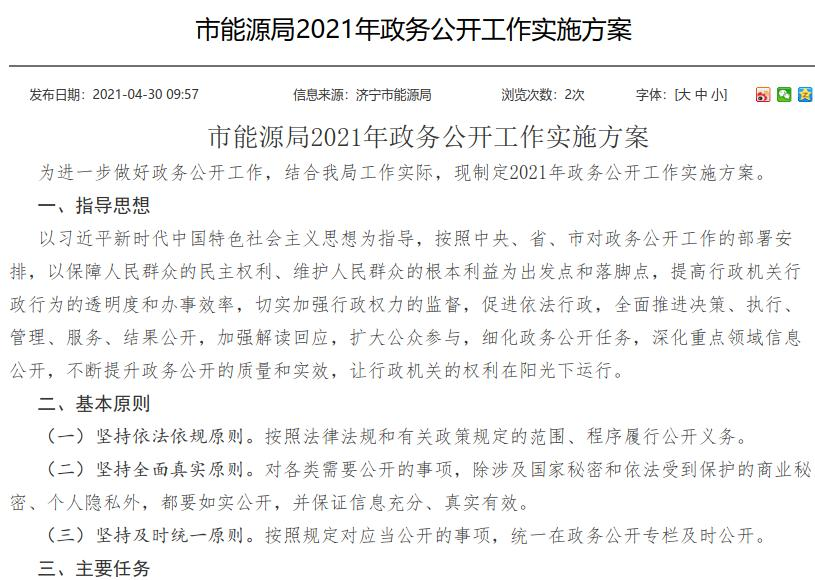 市能源局2021年政务公开工作实施方案
发布日期：2021-04-30 09:57 信息来源：济宁市能源局 浏览次数：2次 字体：[大 中 小]
市能源局2021年政务公开工作实施方案
为进一步做好政务公开工作，结合我局工作实际，现制定2021年政务公开工作实施方案。
一、指导思想
以习近平新时代中国特色社会主义思想为指导，按照中央、省、市对政务公开工作的部署安
排，以保障人民群众的民主权利、维护人民群众的根本利益为出发点和落脚点，提高行政机关行
政行为的透明度和办事效率，切实加强行政权力的监督，促进依法行政，全面推进决策、执行、
管理、服务、结果公开，加强解读回应，扩大公众参与，细化政务公开任务，深化重点领域信息
公开，不断提升政务公开的质量和实效，让行政机关的权利在阳光下运行。
二、基本原则
（一）坚持依法依规原则。按照法律法规和有关政策规定的范围、程序履行公开义务。
（二）坚持全面真实原则。对各类需要公开的事项，除涉及国家秘密和依法受到保护的商业秘
密、个人隐私外，都要如实公开，并保证信息充分、真实有效。
（三）坚持及时统一原则。按照规定对应当公开的事项，统一在政务公开专栏及时公开。
三、主要任务